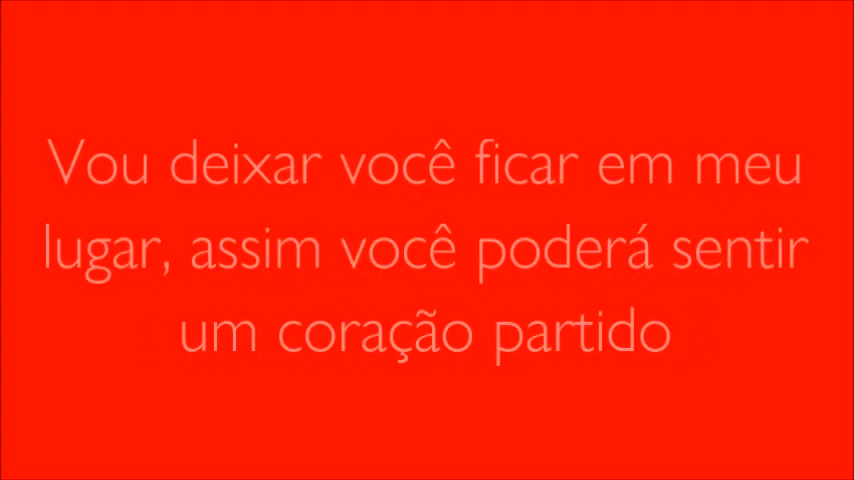 Vou deixar você ficar em meu
lugar, assim você poderá sentir
um coração partido